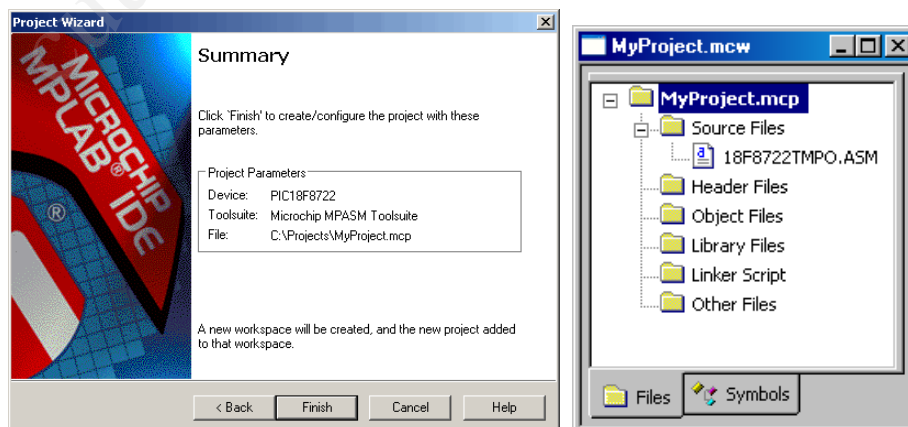 Project Wizard
MICROCHIP
MPLAB® IDE
®
Summary
Click 'Finish' to create/configure the project with these
parameters.
Project Parameters
Device: PIC18F8722
Toolsuite: Microchip MPASM Toolsuite
File: C:\Projects\MyProject.mcp
A new workspace will be created, and the new project added
to that workspace.
< Back Finish Cancel Help
MyProject.mcw
MyProject.mcp
Source Files
18F8722TMPO.ASM
Header Files
Object Files
Library Files
Linker Script
Other Files
Files Symbols